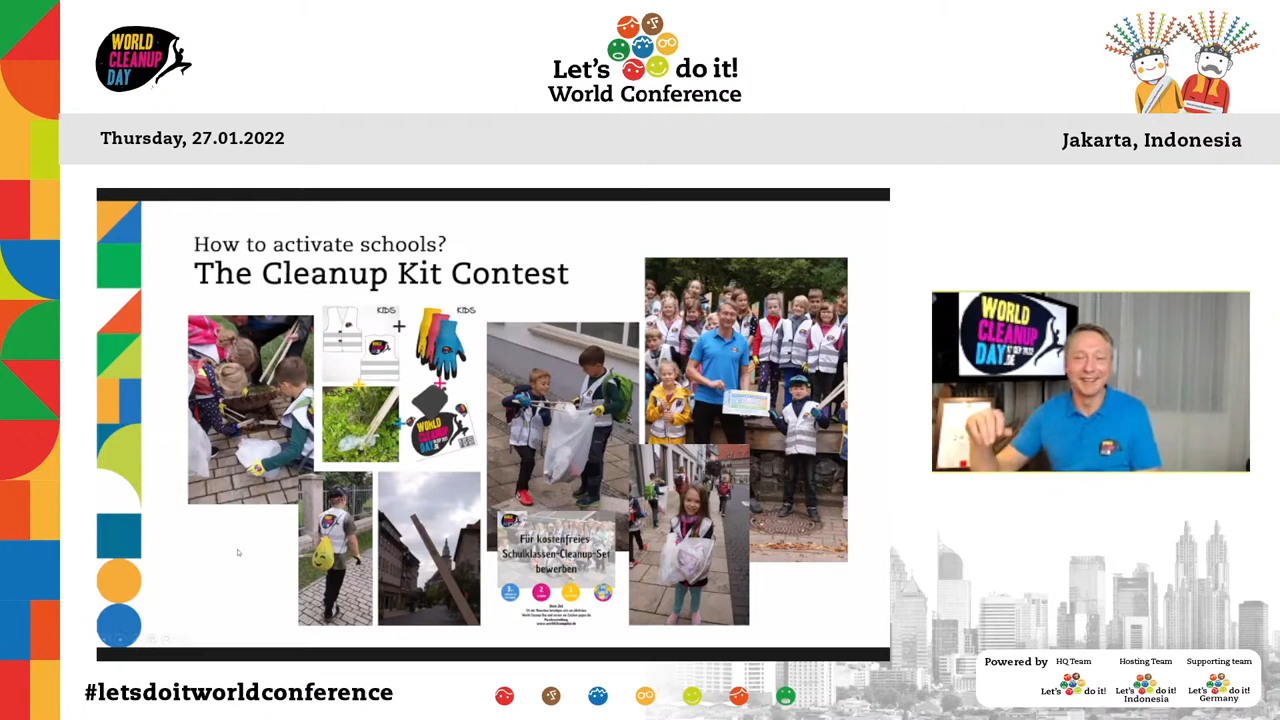 WORLD
CLEANUP
DAY
Let's do it!
World Conference
Thursday, 27.01.2022
Jakarta, Indonesia
How to activate schools?
The Cleanup Kit Contest
KIDS
KIDS
WORLD
CLEANUP
DAY
Für kostenfreies
Schulklassen-Cleanup-Set
bewerben
WORLD
CLEANUP
DAY
#letsdoitworldconference
Powered by
HQ Team
Hosting Team
Supporting team
Let's do it!
Let's do it!
Indonesia
Let's do it!
Germany